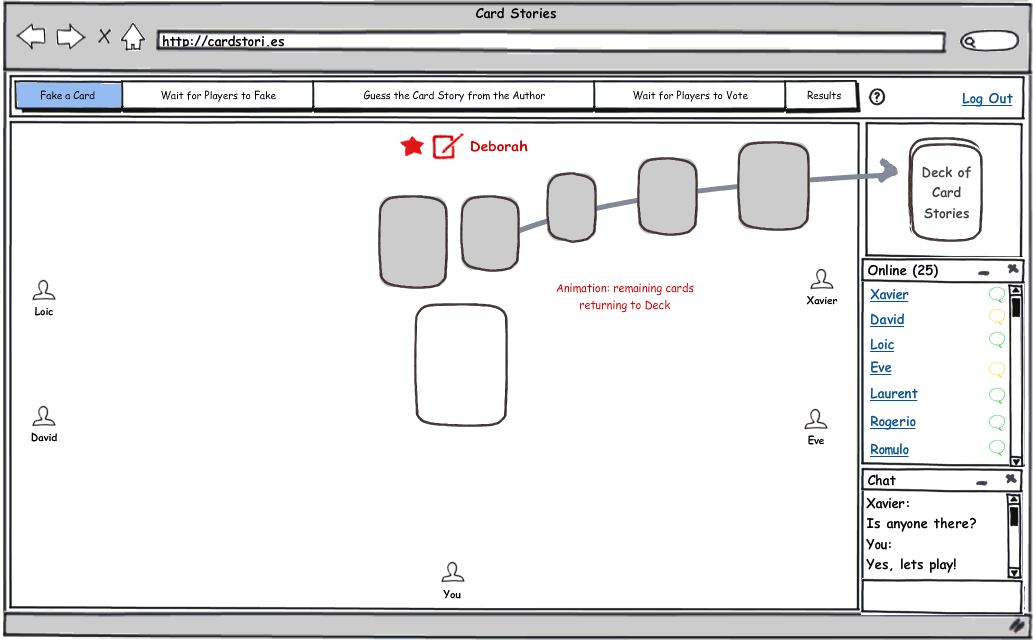 Card Stories
http://cardstori.es
Fake a Card
Wait for Players to Fake
Guess the Card Story from the Author
Wait for Players to Vote
Results
?
Log Out
Deborah
Deck of
Card
Stories
Animation: remaining cards
returning to Deck
Loic
Xavier
David
Eve
You
Online (25)
Xavier
David
Loic
Eve
Laurent
Rogerio
Romulo
Chat
Xavier:
Is anyone there?
You:
Yes, lets play!